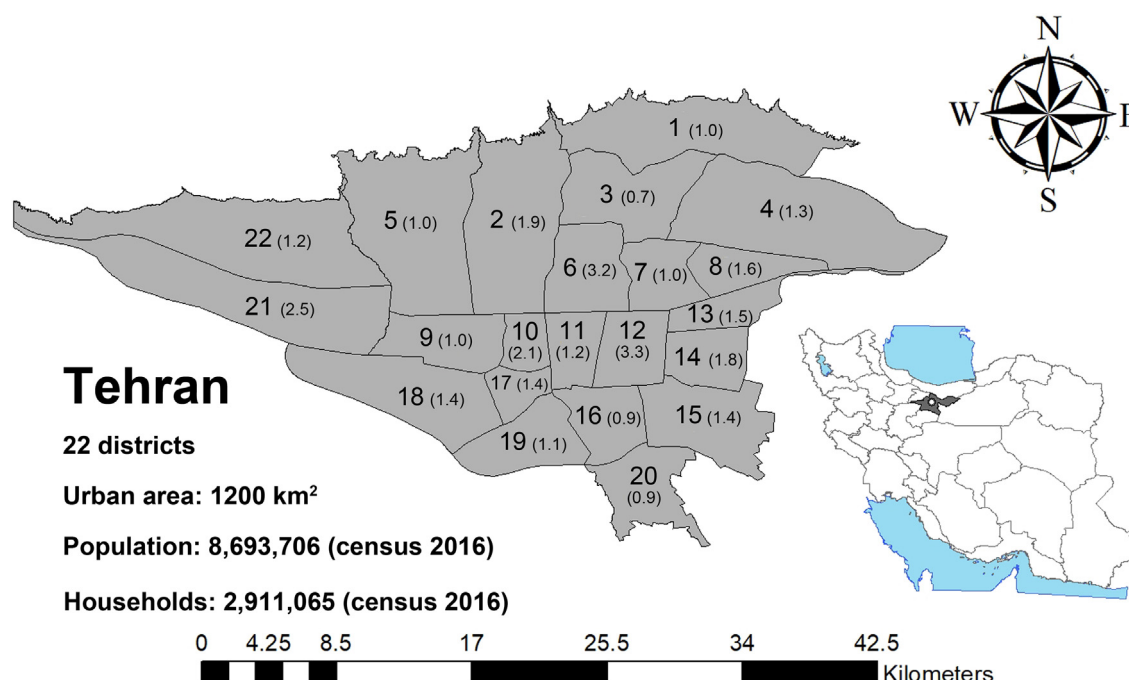 N
W
E
S
1 (1.0)
3 (0.7)
4 (1.3)
5 (1.0)
2 (1.9)
22 (1.2)
6 (3.2)
7 (1.0)
8 (1.6)
21 (2.5)
13 (1.5)
9 (1.0)
10
(2.1)
11
(1.2)
12
(3.3)
14 (1.8)
17 (1.4)
18 (1.4)
16 (0.9)
15 (1.4)
19 (1.1)
20
(0.9)
Tehran
22 districts
Urban area: 1200 km²
Population: 8,693,706 (census 2016)
Households: 2,911,065 (census 2016)
0 4.25 8.5 17 25.5 34 42.5
Kilometers